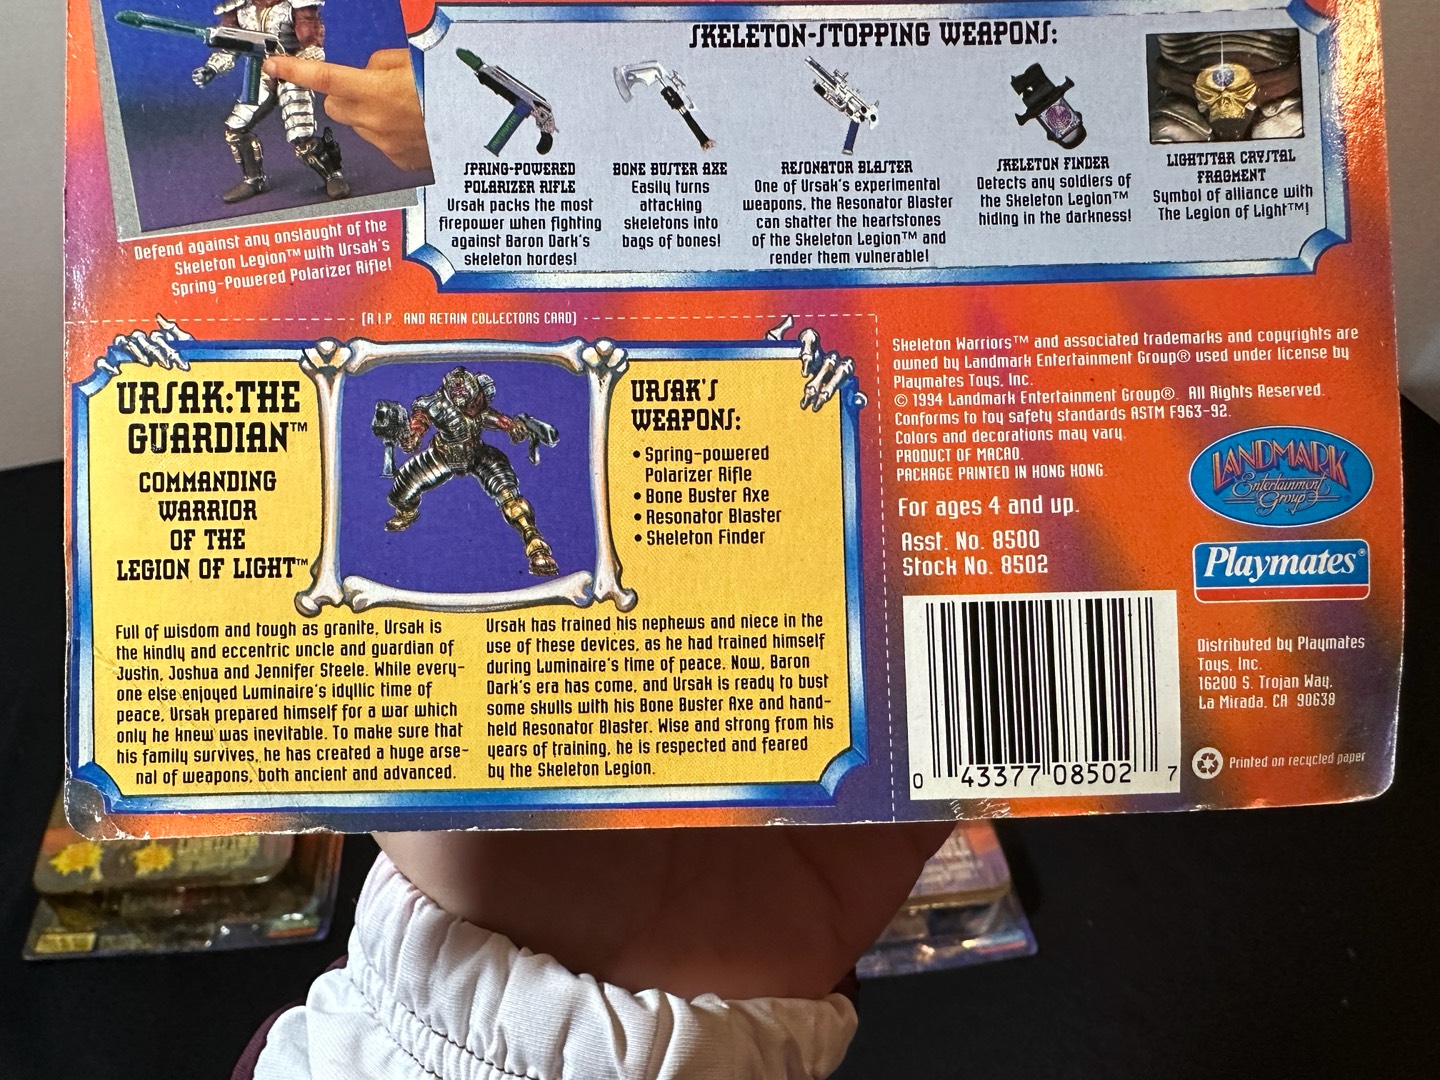 SKELETON-STOPPING WEAPONS:
SPRING-POWERED
POLARIZER RIFLE
Ursak packs the most
firepower when fighting
against Baron Dark's
skeleton hordes!
BONE BUSTER AXE
Easily turns
attacking
skeletons into
bags of bones!
RESONATOR BLASTER
One of Ursak's experimental
weapons, the Resonator Blaster
can shatter the heartstones
of the Skeleton Legion™ and
render them vulnerable!
SKELETON FINDER
Detects any soldiers of
the Skeleton Legion™
hiding in the darkness!
LIGHTSTAR CRYSTAL
FRAGMENT
Symbol of alliance with
The Legion of Light™!
Defend against any onslaught of the
Skeleton Legion™ with Ursak's
Spring-Powered Polarizer Rifle!
(R.I.P. AND RETAIN COLLECTORS CARD)
URSAK: THE
GUARDIAN™
COMMANDING
WARRIOR
OF THE
LEGION OF LIGHT™
URSAK'S
WEAPONS:
• Spring-powered
Polarizer Rifle
• Bone Buster Axe
• Resonator Blaster
• Skeleton Finder
Full of wisdom and tough as granite, Ursak is
the kindly and eccentric uncle and guardian of
Justin, Joshua and Jennifer Steele. While every-
one else enjoyed Luminaire's idyllic time of
peace, Ursak prepared himself for a war which
only he knew was inevitable. To make sure that
his family survives, he has created a huge arse-
nal of weapons, both ancient and advanced.
Ursak has trained his nephews and niece in the
use of these devices, as he had trained himself
during Luminaire's time of peace. Now, Baron
Dark's era has come, and Ursak is ready to bust
some skulls with his Bone Buster Axe and hand-
held Resonator Blaster. Wise and strong from his
years of training, he is respected and feared
by the Skeleton Legion.
Skeleton Warriors™ and associated trademarks and copyrights are
owned by Landmark Entertainment Group® used under license by
Playmates Toys, Inc.
© 1994 Landmark Entertainment Group®. All Rights Reserved.
Conforms to toy safety standards ASTM F963-92.
Colors and decorations may vary.
PRODUCT OF MACAO.
PACKAGE PRINTED IN HONG KONG.
For ages 4 and up.
Asst. No. 8500
Stock No. 8502
LANDMARK
Entertainment
Group®
Playmates®
0 43377 08502 7
Distributed by Playmates
Toys, Inc.
16200 S. Trojan Way,
La Mirada, CA 90638
Printed on recycled paper